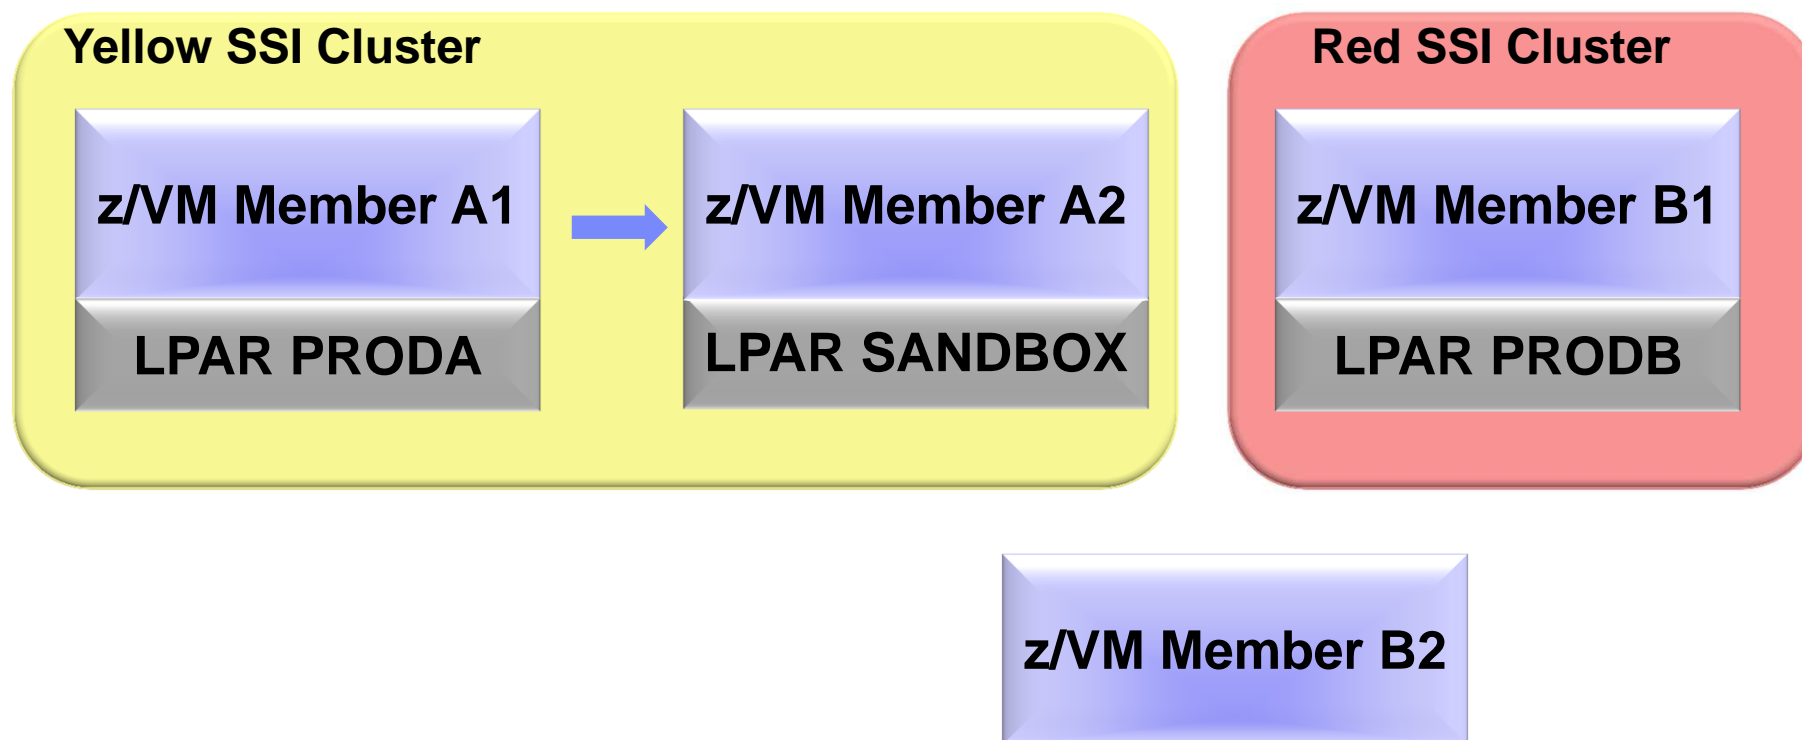 Yellow SSI Cluster
Red SSI Cluster
z/VM Member A1
z/VM Member A2
z/VM Member B1
LPAR PRODA
LPAR SANDBOX
LPAR PRODB
z/VM Member B2